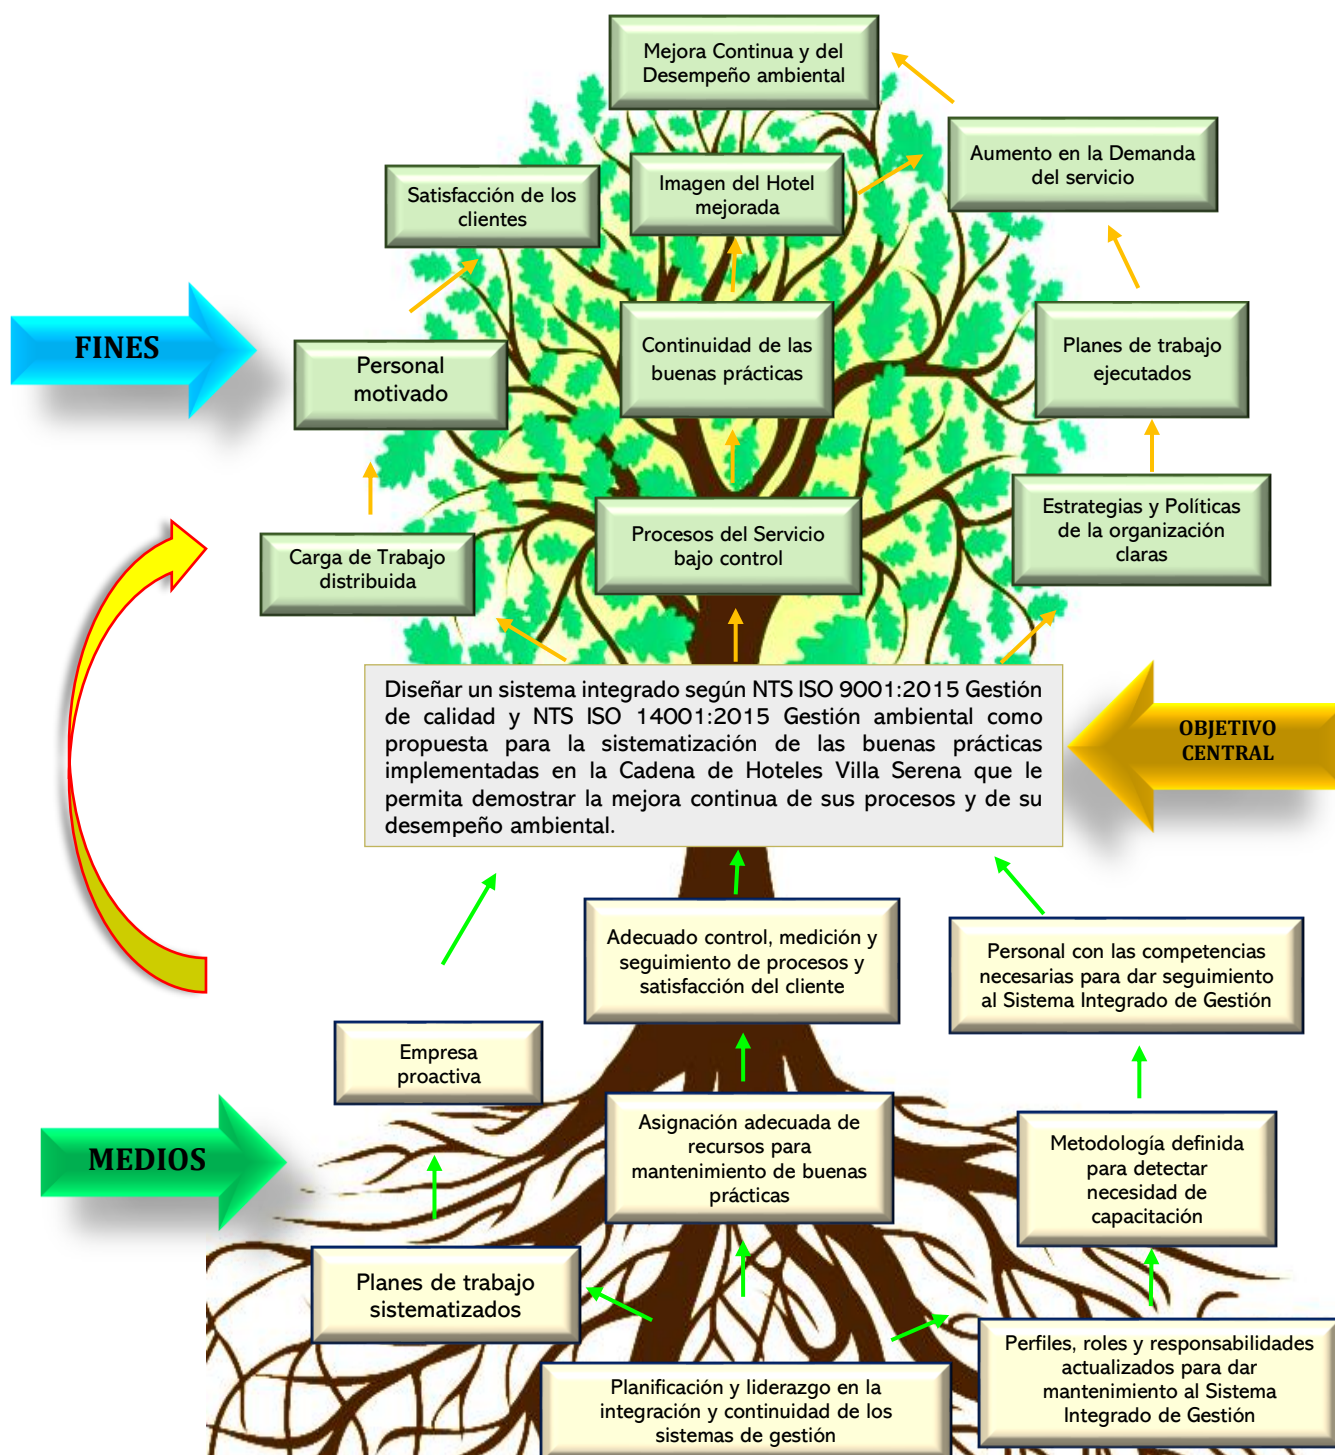 Mejora Continua y del
Desempeño ambiental
Aumento en la Demanda
del servicio
Imagen del Hotel
mejorada
Satisfacción de los
clientes
FINES
Personal
motivado
Continuidad de las
buenas prácticas
Planes de trabajo
ejecutados
Carga de Trabajo
distribuida
Procesos del Servicio
bajo control
Estrategias y Políticas
de la organización
claras
Diseñar un sistema integrado según NTS ISO 9001:2015 Gestión
de calidad y NTS ISO 14001:2015 Gestión ambiental como
propuesta para la sistematización de las buenas prácticas
implementadas en la Cadena de Hoteles Villa Serena que le
permita demostrar la mejora continua de sus procesos y de su
desempeño ambiental.
OBJETIVO
CENTRAL
Adecuado control, medición y
seguimiento de procesos y
satisfacción del cliente
Personal con las competencias
necesarias para dar seguimiento
al Sistema Integrado de Gestión
Empresa
proactiva
MEDIOS
Asignación adecuada de
recursos para
mantenimiento de buenas
prácticas
Metodología definida
para detectar
necesidad de
capacitación
Planes de trabajo
sistematizados
Planificación y liderazgo en la
integración y continuidad de los
sistemas de gestión
Perfiles, roles y responsabilidades
actualizados para dar
mantenimiento al Sistema
Integrado de Gestión